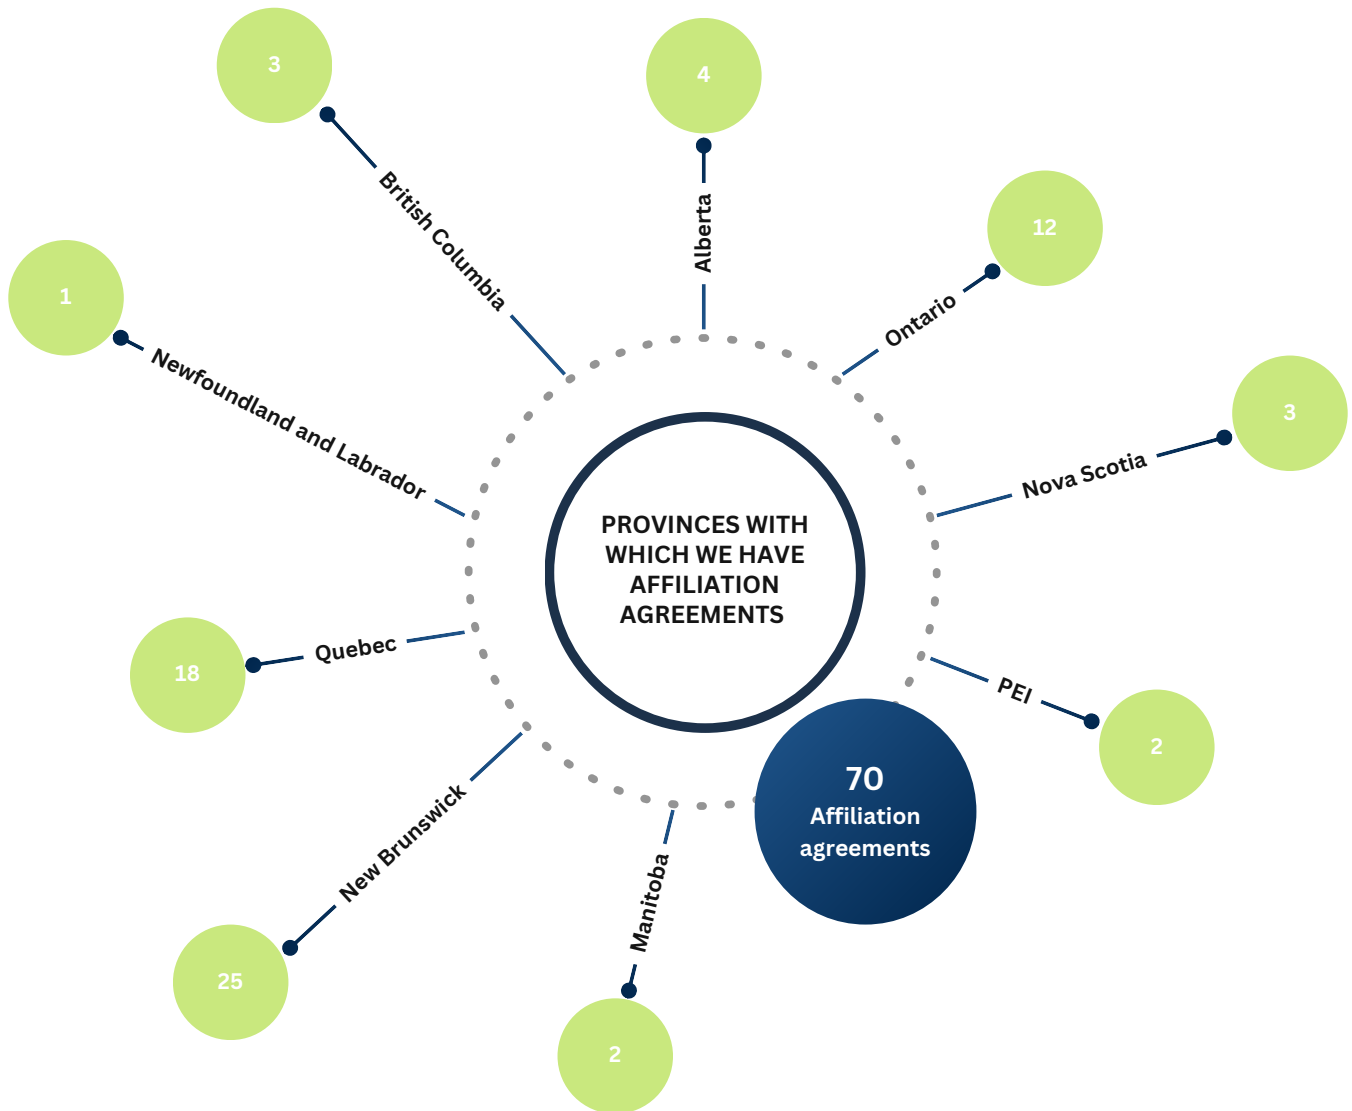 PROVINCES WITH
WHICH WE HAVE
AFFILIATION
AGREEMENTS
4
Alberta
12
Ontario
3
Nova Scotia
2
PEI
70
Affiliation
agreements
2
Manitoba
25
New Brunswick
18
Quebec
1
Newfoundland and Labrador
3
British Columbia